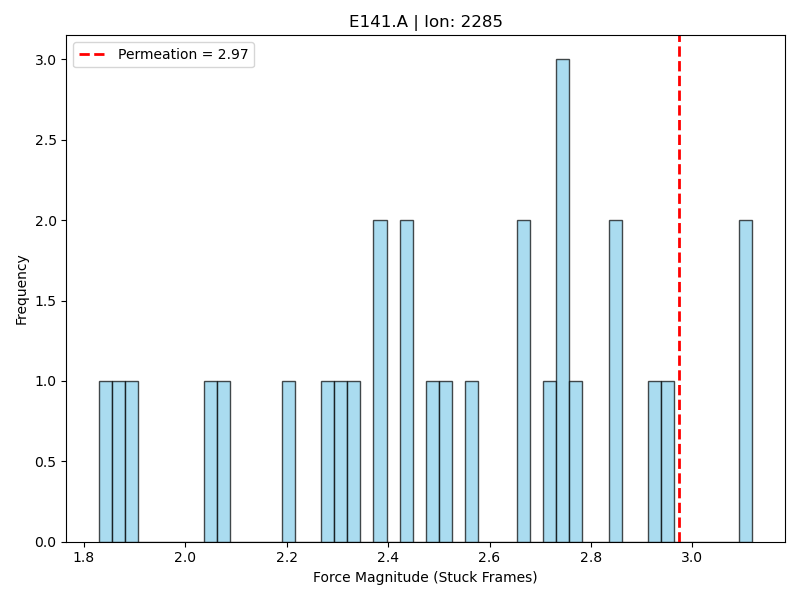 E141.A | Ion: 2285
Permeation = 2.97
3.0
2.5
2.0
1.5
1.0
0.5
0.0
Frequency
1.8 2.0 2.2 2.4 2.6 2.8 3.0
Force Magnitude (Stuck Frames)